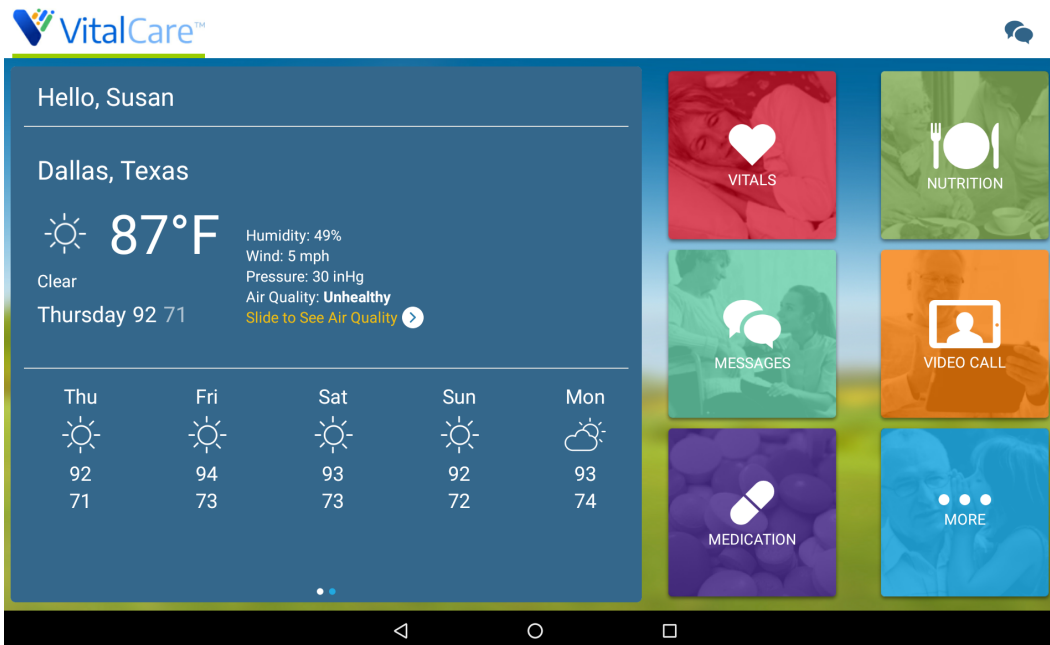 VitalCare™
Hello, Susan
Dallas, Texas
87°F
Clear
Thursday 92 71
Humidity: 49%
Wind: 5 mph
Pressure: 30 inHg
Air Quality: Unhealthy
Slide to See Air Quality
Thu Fri Sat Sun Mon
92 94 93 92 93
71 73 73 72 74
VITALS
NUTRITION
MESSAGES
VIDEO CALL
MEDICATION
MORE